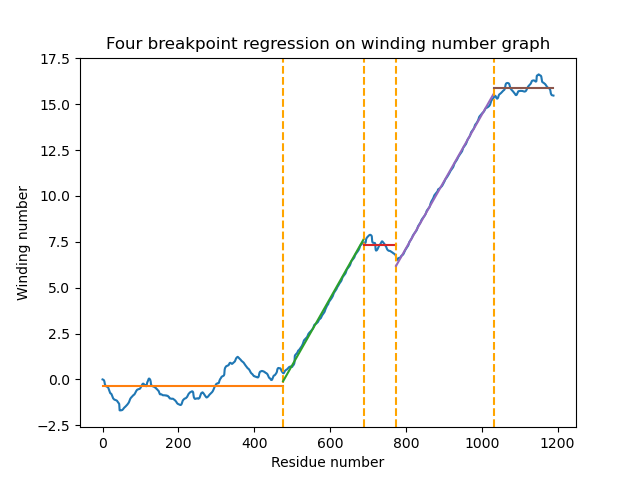 Four breakpoint regression on winding number graph
17.5
15.0
12.5
10.0
7.5
5.0
2.5
0.0
−2.5
Winding number
0 200 400 600 800 1000 1200
Residue number